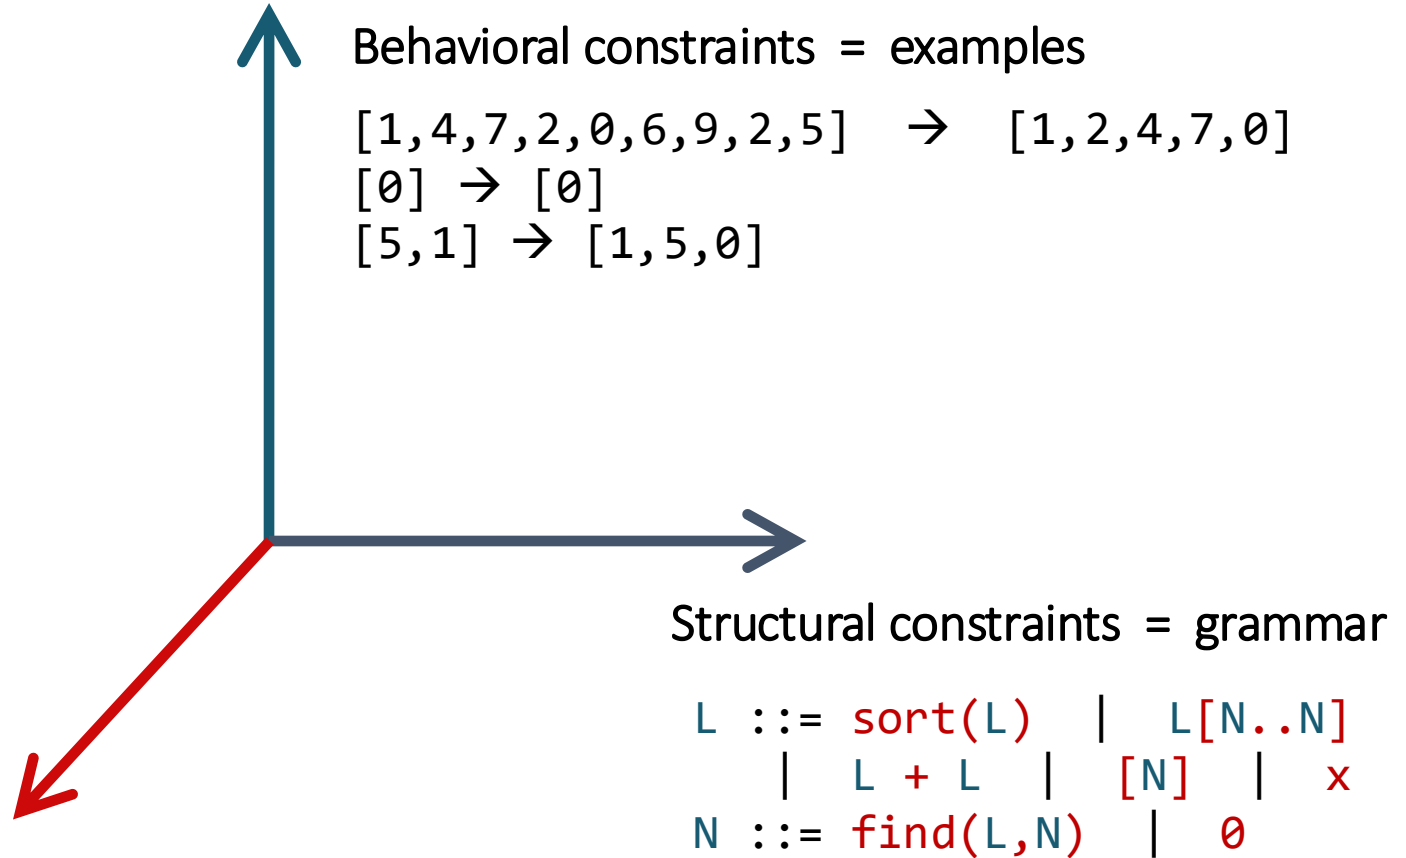 Behavioral constraints = examples
[1,4,7,2,0,6,9,2,5] → [1,2,4,7,0]
[0] → [0]
[5,1] → [1,5,0]
Structural constraints = grammar
L ::= sort(L) | L[N..N]
| L + L | [N] | x
N ::= find(L,N) | 0